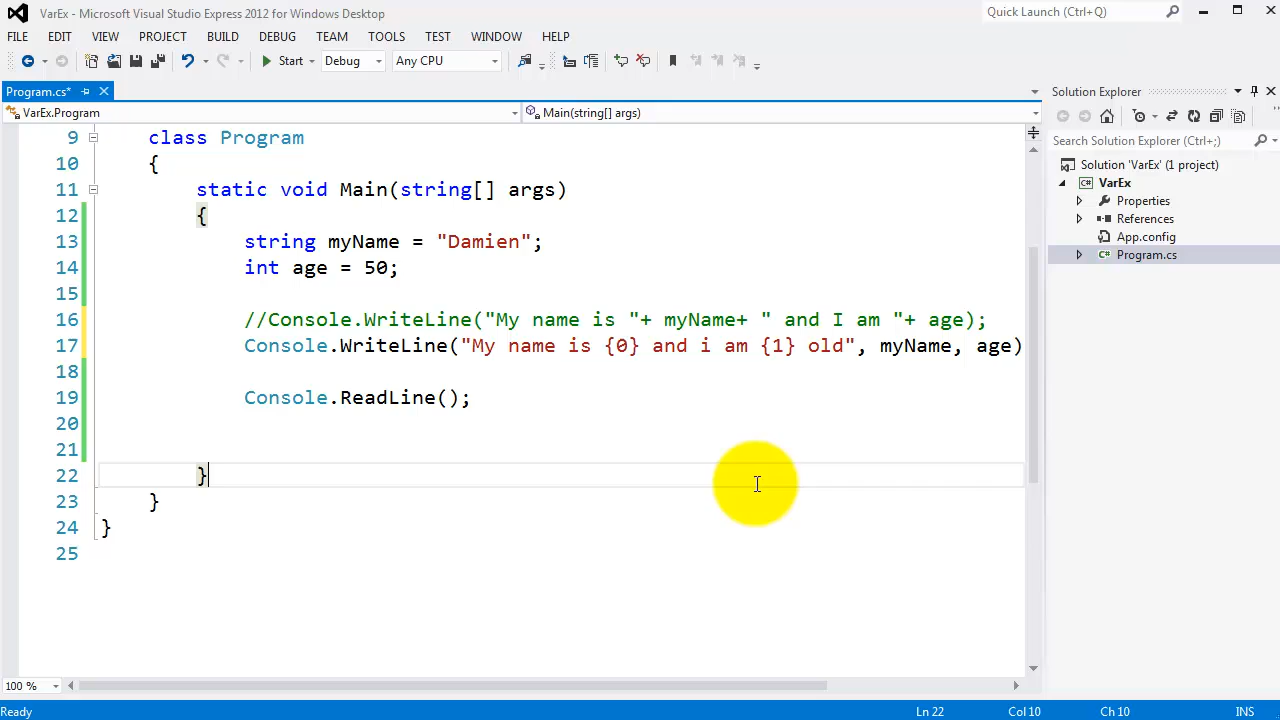 VarEx - Microsoft Visual Studio Express 2012 for Windows Desktop
Quick Launch (Ctrl+Q)
FILE EDIT VIEW PROJECT BUILD DEBUG TEAM TOOLS TEST WINDOW HELP
Start Debug Any CPU
Program.cs*
Solution Explorer
VarEx.Program
Main(string[] args)
Search Solution Explorer (Ctrl+;)
Solution 'VarEx' (1 project)
VarEx
Properties
References
App.config
Program.cs
9 class Program
10 {
11 static void Main(string[] args)
12 {
13 string myName = "Damien";
14 int age = 50;
15
16 //Console.WriteLine("My name is "+ myName+ " and I am "+ age);
17 Console.WriteLine("My name is {0} and i am {1} old", myName, age)
18
19 Console.ReadLine();
20
21
22 }
23 }
24 }
25
100 %
Ready Ln 22 Col 10 Ch 10 INS